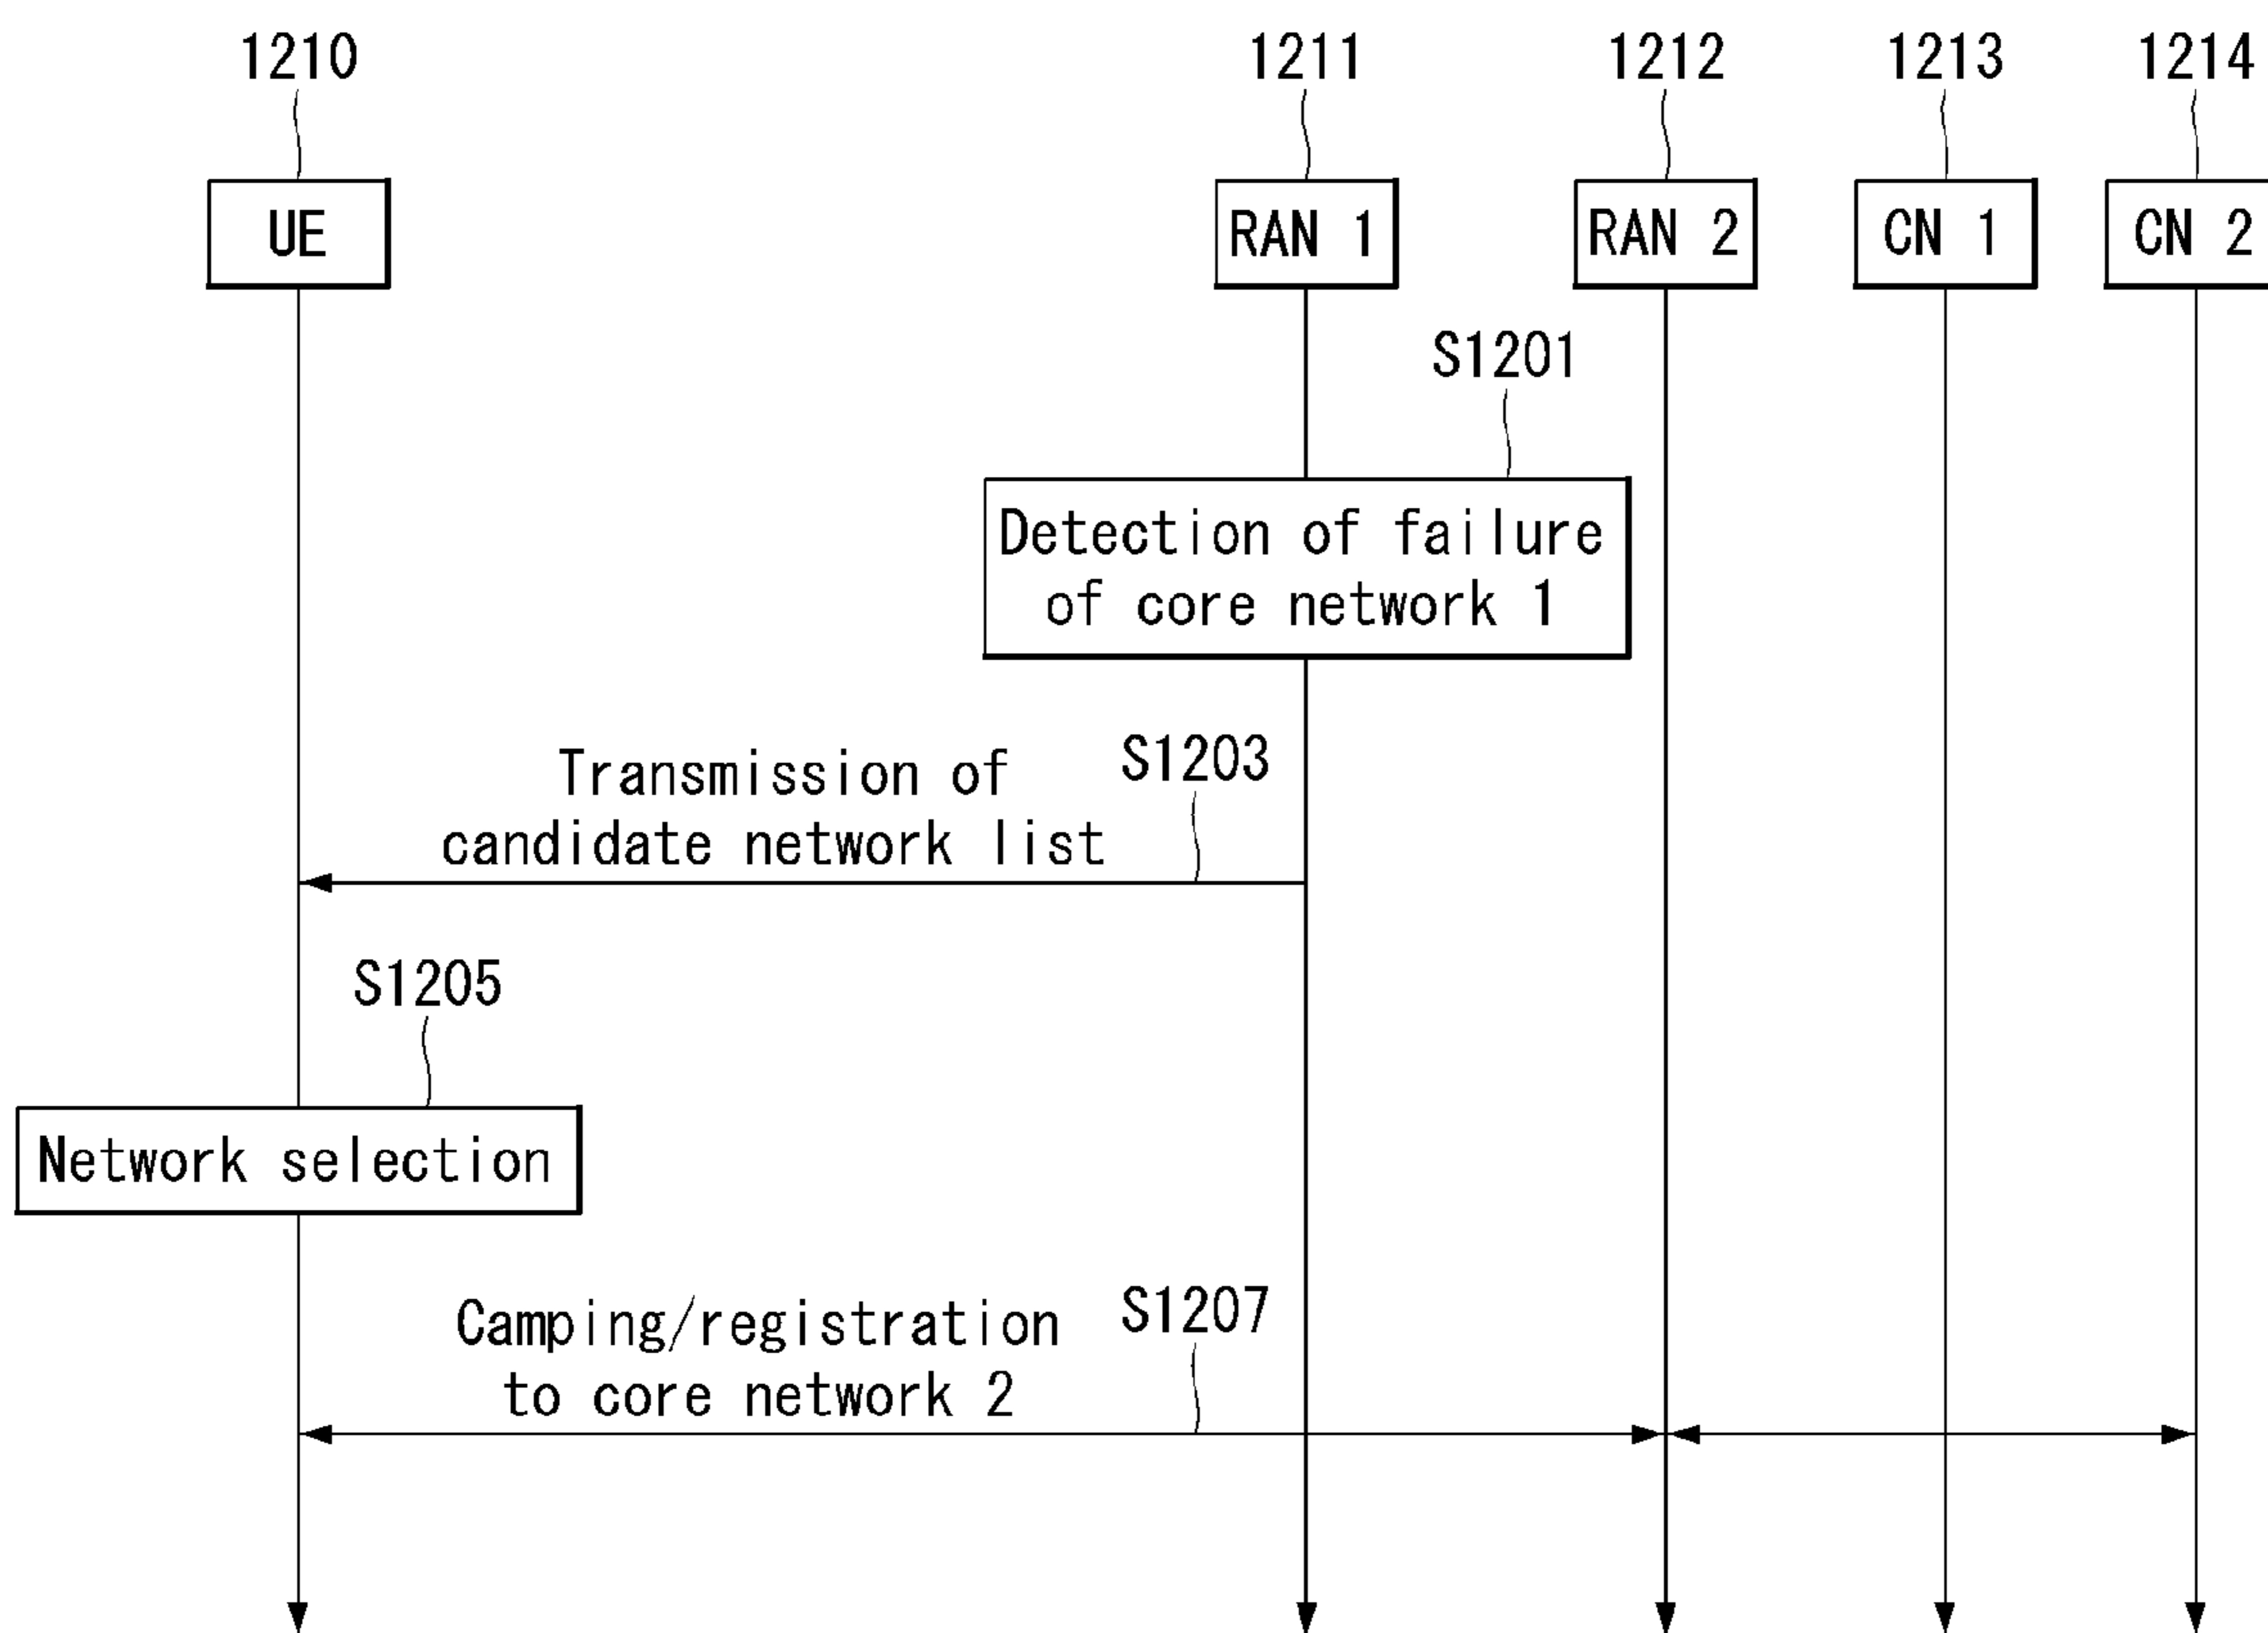 1210
1211
1212
1213
1214
UE
RAN 1
RAN 2
CN 1
CN 2
S1201
Detection of failure
of core network 1
Transmission of
candidate network list
S1203
S1205
Network selection
Camping/registration
to core network 2
S1207